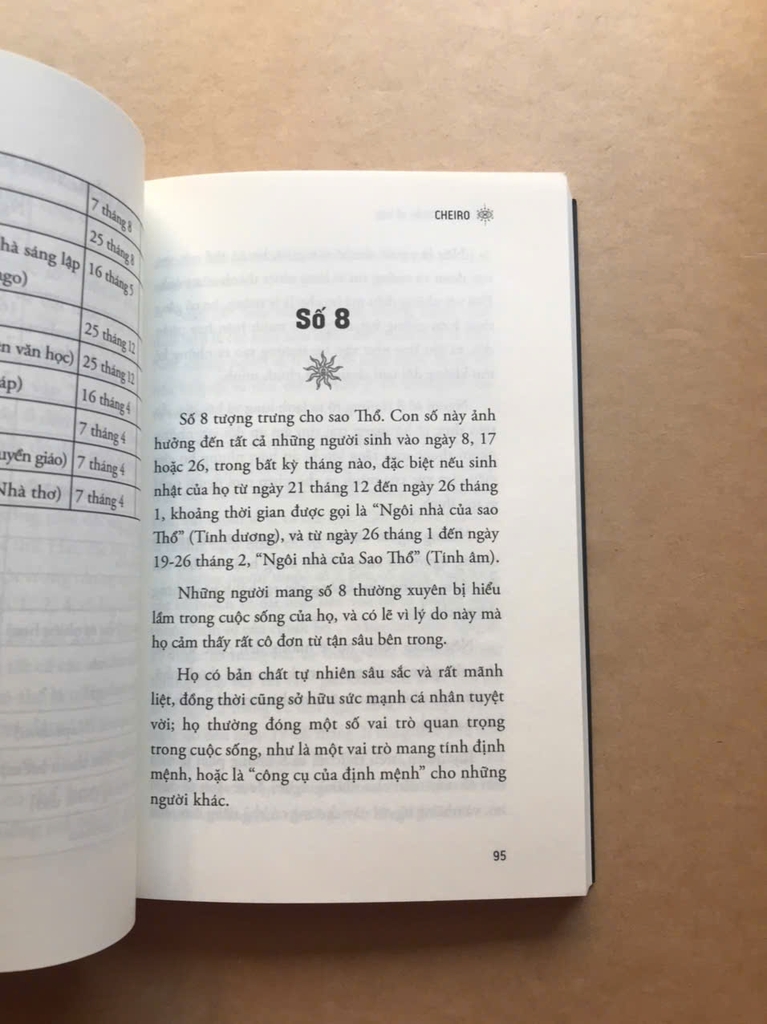 7 tháng 8
25 tháng 8
hà sáng lập
ngo)
16 tháng 5
25 tháng 12
n văn học)
25 tháng 12
áp)
16 tháng 4
7 tháng 4
uyển giáo)
7 tháng 4
Nhà thơ)
7 tháng 4
CHEIRO
Số 8
Số 8 tượng trưng cho sao Thổ. Con số này ảnh
hưởng đến tất cả những người sinh vào ngày 8, 17
hoặc 26, trong bất kỳ tháng nào, đặc biệt nếu sinh
nhật của họ từ ngày 21 tháng 12 đến ngày 26 tháng
1, khoảng thời gian được gọi là “Ngôi nhà của sao
Thổ” (Tính dương), và từ ngày 26 tháng 1 đến ngày
19-26 tháng 2, “Ngôi nhà của Sao Thổ” (Tính âm).
Những người mang số 8 thường xuyên bị hiểu
lầm trong cuộc sống của họ, và có lẽ vì lý do này mà
họ cảm thấy rất cô đơn từ tận sâu bên trong.
Họ có bản chất tự nhiên sâu sắc và rất mãnh
liệt, đồng thời cũng sở hữu sức mạnh cá nhân tuyệt
vời; họ thường đóng một số vai trò quan trọng
trong cuộc sống, như là một vai trò mang tính định
mệnh, hoặc là “công cụ của định mệnh” cho những
người khác.
95